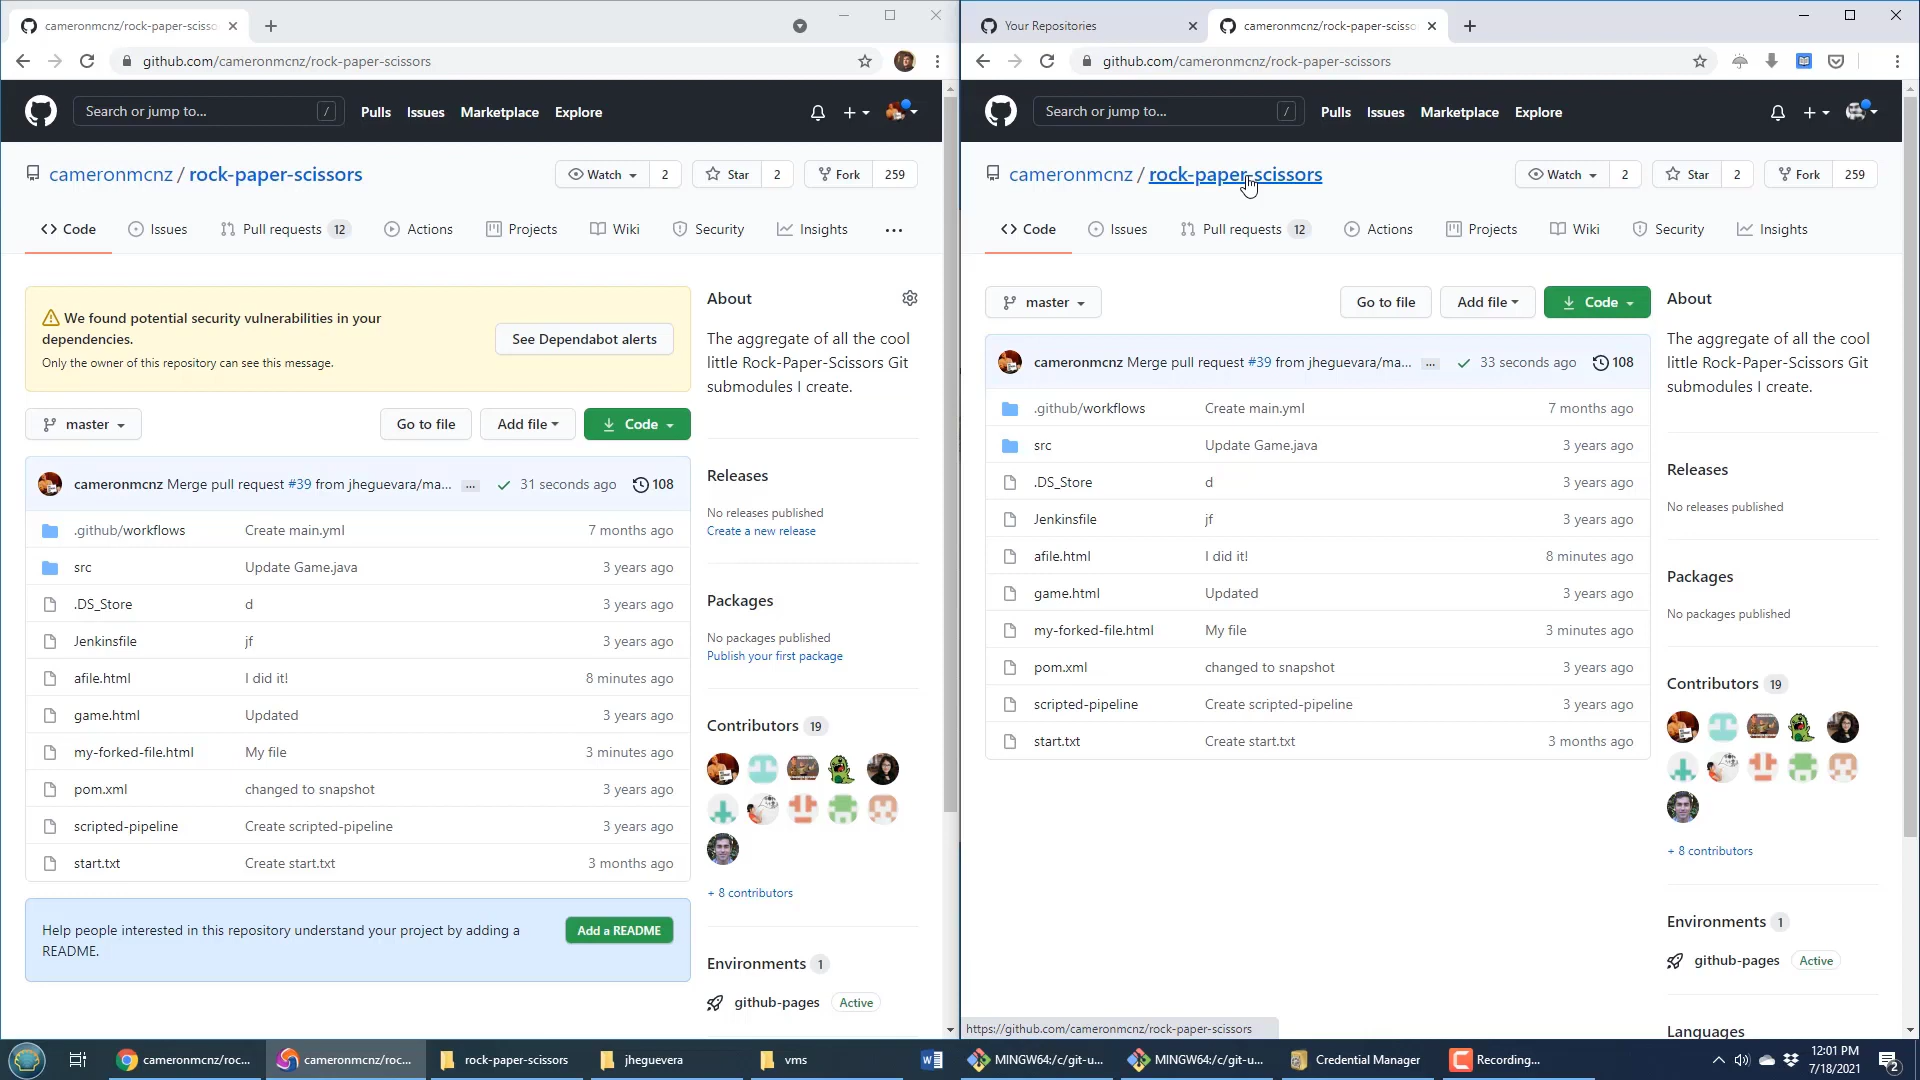 cameronmcnz/rock-paper-scisso
github.com/cameronmcnz/rock-paper-scissors
Search or jump to... /
Pulls Issues Marketplace Explore
cameronmcnz / rock-paper-scissors
Watch 2 Star 2 Fork 259
Code Issues Pull requests 12 Actions Projects Wiki Security Insights ...
We found potential security vulnerabilities in your
dependencies.
Only the owner of this repository can see this message.
See Dependabot alerts
master Go to file Add file Code
cameronmcnz Merge pull request #39 from jheguevara/ma... ... 31 seconds ago 108
.github/workflows Create main.yml 7 months ago
src Update Game.java 3 years ago
.DS_Store d 3 years ago
Jenkinsfile jf 3 years ago
afile.html I did it! 8 minutes ago
game.html Updated 3 years ago
my-forked-file.html My file 3 minutes ago
pom.xml changed to snapshot 3 years ago
scripted-pipeline Create scripted-pipeline 3 years ago
start.txt Create start.txt 3 months ago
Help people interested in this repository understand your project by adding a
README.
Add a README
About
The aggregate of all the cool
little Rock-Paper-Scissors Git
submodules I create.
Releases
No releases published
Create a new release
Packages
No packages published
Publish your first package
Contributors 19
+ 8 contributors
Environments 1
github-pages Active
Your Repositories
cameronmcnz/rock-paper-scisso
github.com/cameronmcnz/rock-paper-scissors
Search or jump to... /
Pulls Issues Marketplace Explore
cameronmcnz / rock-paper-scissors
Watch 2 Star 2 Fork 259
Code Issues Pull requests 12 Actions Projects Wiki Security Insights
master Go to file Add file Code
cameronmcnz Merge pull request #39 from jheguevara/ma... ... 33 seconds ago 108
.github/workflows Create main.yml 7 months ago
src Update Game.java 3 years ago
.DS_Store d 3 years ago
Jenkinsfile jf 3 years ago
afile.html I did it! 8 minutes ago
game.html Updated 3 years ago
my-forked-file.html My file 3 minutes ago
pom.xml changed to snapshot 3 years ago
scripted-pipeline Create scripted-pipeline 3 years ago
start.txt Create start.txt 3 months ago
About
The aggregate of all the cool
little Rock-Paper-Scissors Git
submodules I create.
Releases
No releases published
Packages
No packages published
Contributors 19
+ 8 contributors
Environments 1
github-pages Active
Languages
https://github.com/cameronmcnz/rock-paper-scissors
cameronmcnz/roc... cameronmcnz/roc... rock-paper-scissors jheguevera vms MINGW64:/c/git-u... MINGW64:/c/git-u... Credential Manager Recording...
12:01 PM
7/18/2021
2